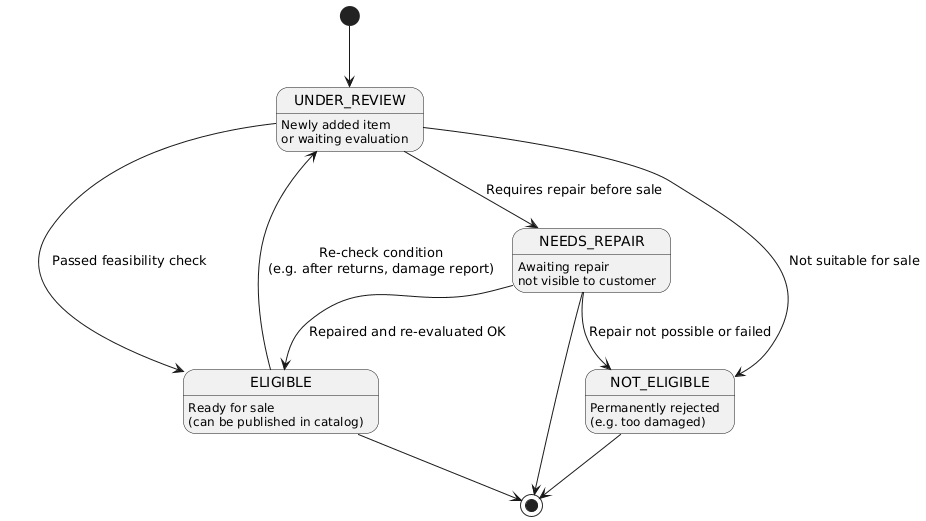 UNDER_REVIEW
Newly added item
or waiting evaluation
Requires repair before sale
NEEDS_REPAIR
Awaiting repair
not visible to customer
Passed feasibility check
Re-check condition
(e.g. after returns, damage report)
Not suitable for sale
Repaired and re-evaluated OK
Repair not possible or failed
ELIGIBLE
Ready for sale
(can be published in catalog)
NOT_ELIGIBLE
Permanently rejected
(e.g. too damaged)